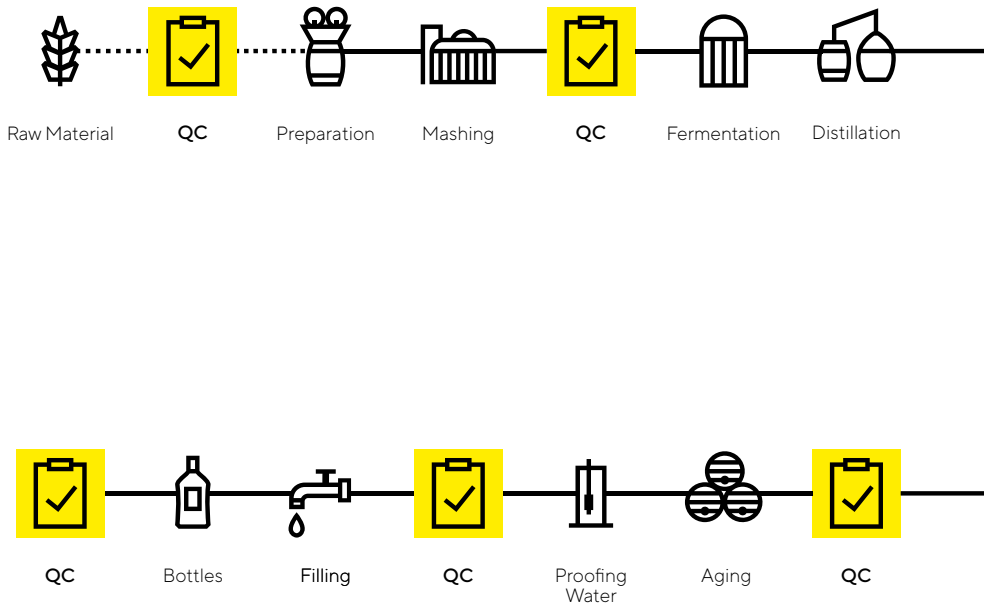 Raw Material
QC
Preparation
Mashing
QC
Fermentation
Distillation
QC
Bottles
Filling
QC
Proofing
Water
Aging
QC